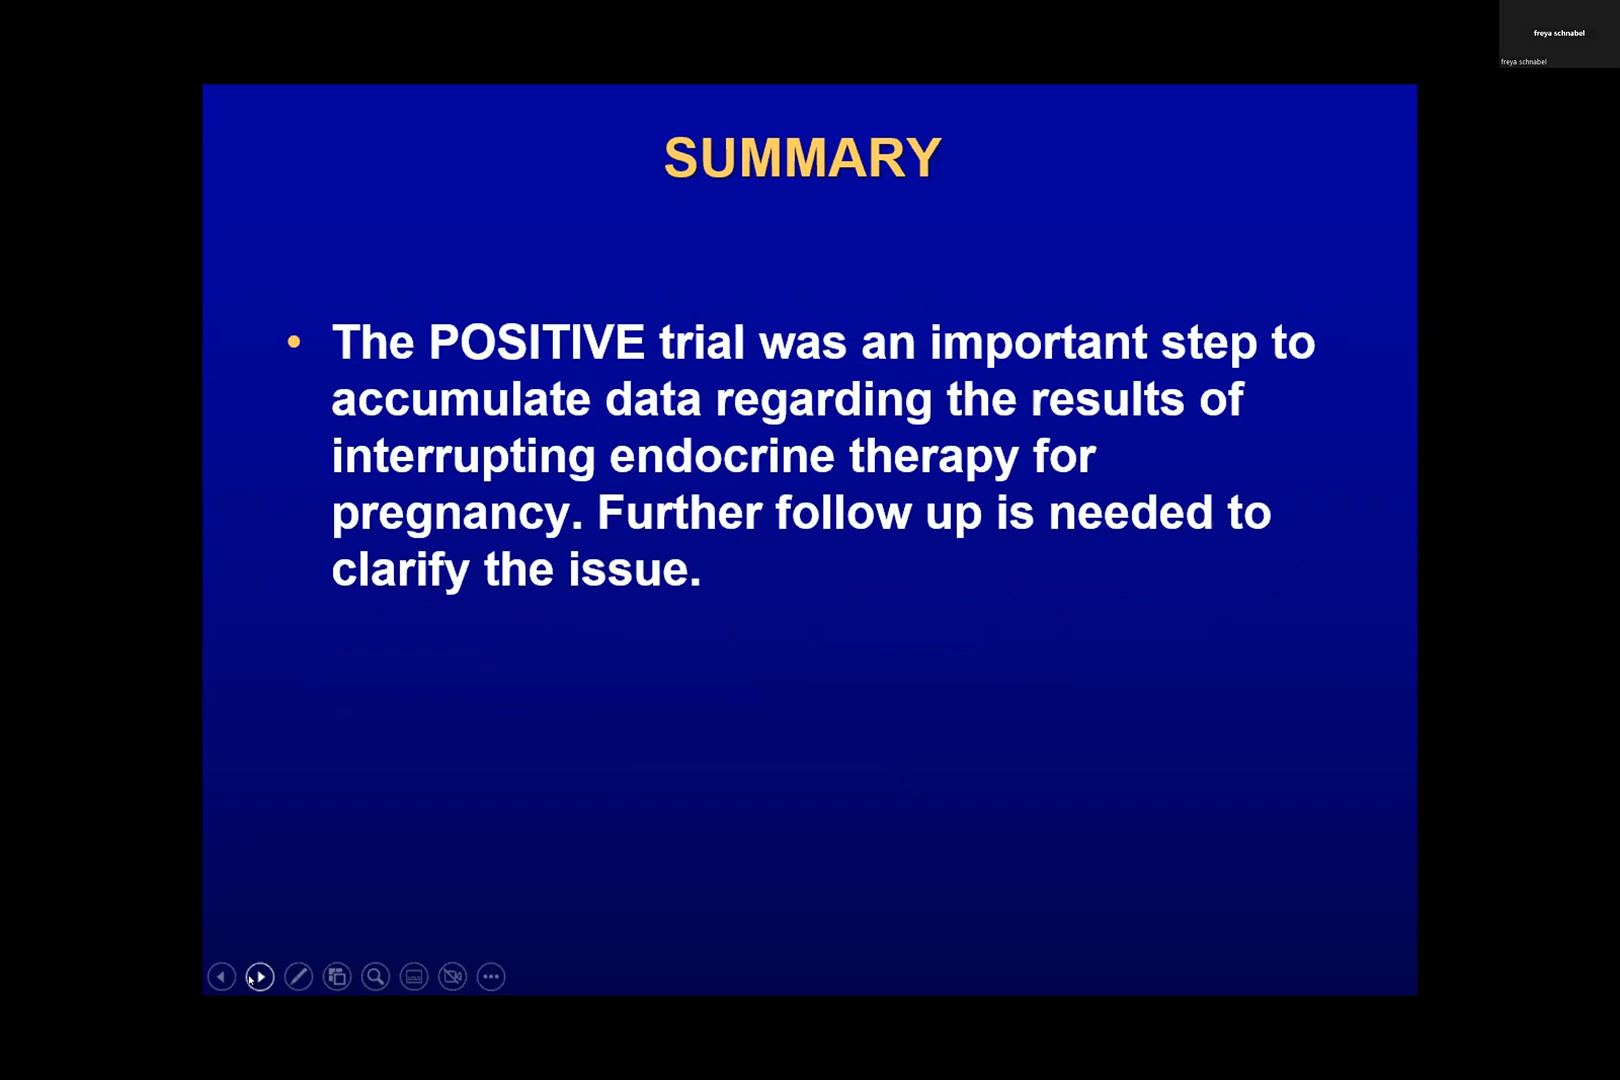 freya schnabel
freya schnabel
SUMMARY
• The POSITIVE trial was an important step to
accumulate data regarding the results of
interrupting endocrine therapy for
pregnancy. Further follow up is needed to
clarify the issue.